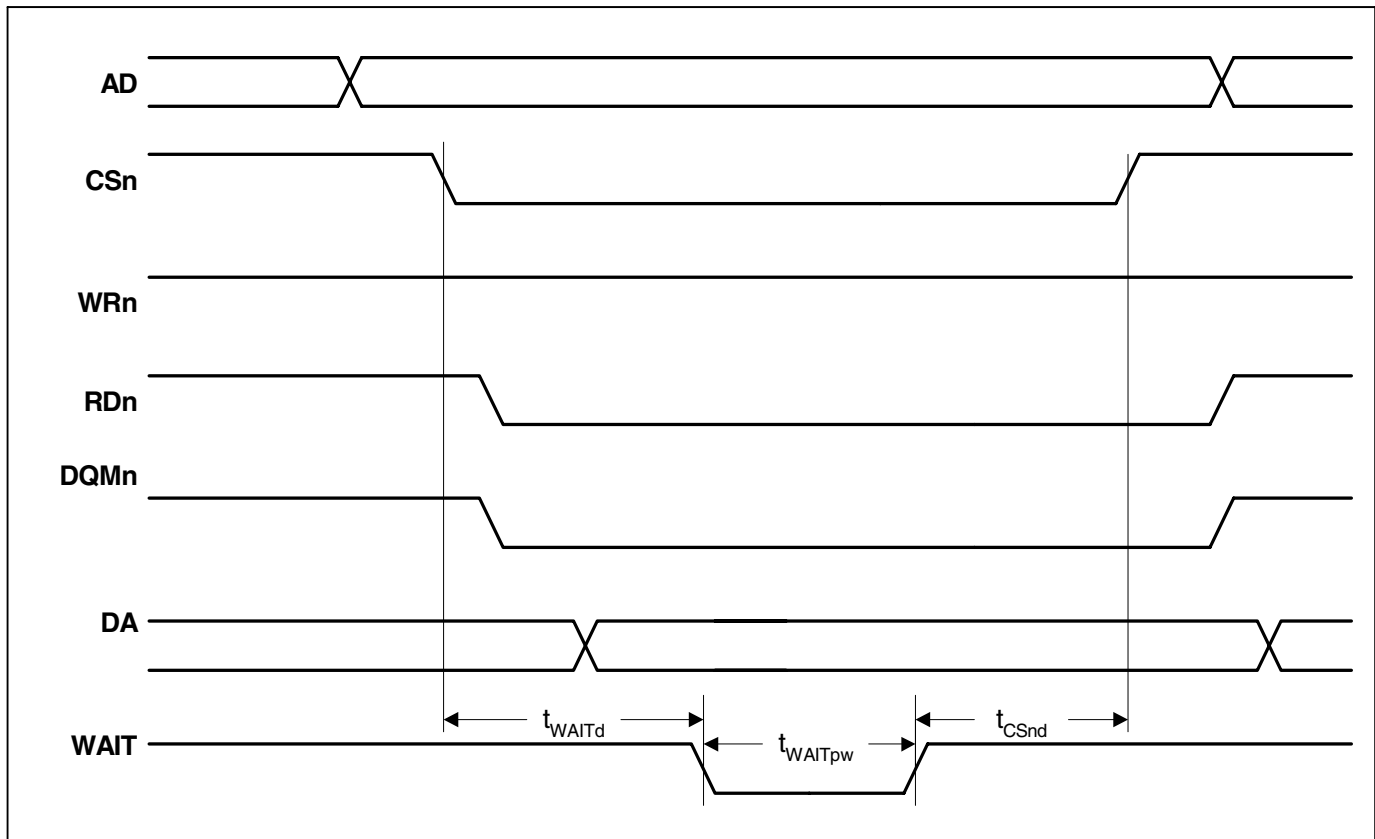 AD
CSn
WRn
RDn
DQMn
DA
tWAITd
tCSnd
WAIT
tWAITpw